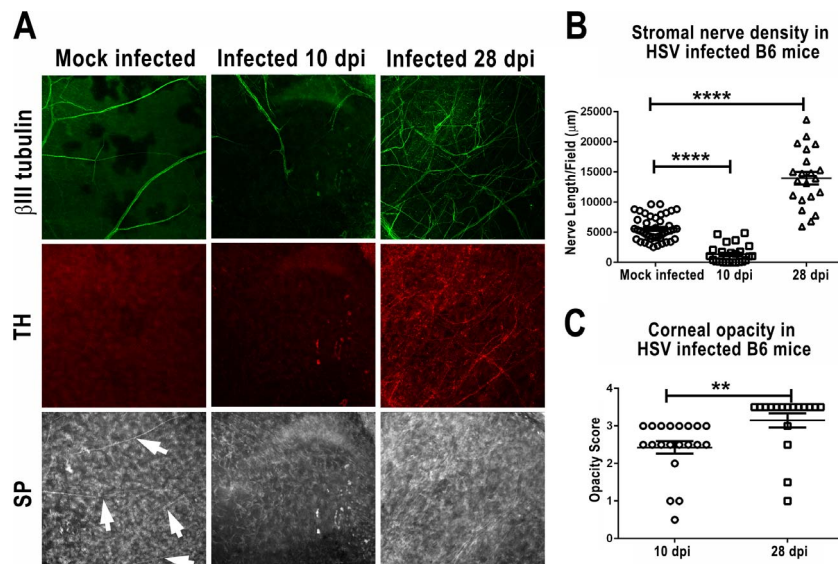 A
Mock infected
Infected 10 dpi
Infected 28 dpi
βIII tubulin
TH
SP
B
Stromal nerve density in
HSV infected B6 mice
Nerve Length/Field (μm)
25000
20000
15000
10000
5000
0
****
****
Mock infected
10 dpi
28 dpi
C
Corneal opacity in
HSV infected B6 mice
Opacity Score
4
3
2
1
0
**
10 dpi
28 dpi